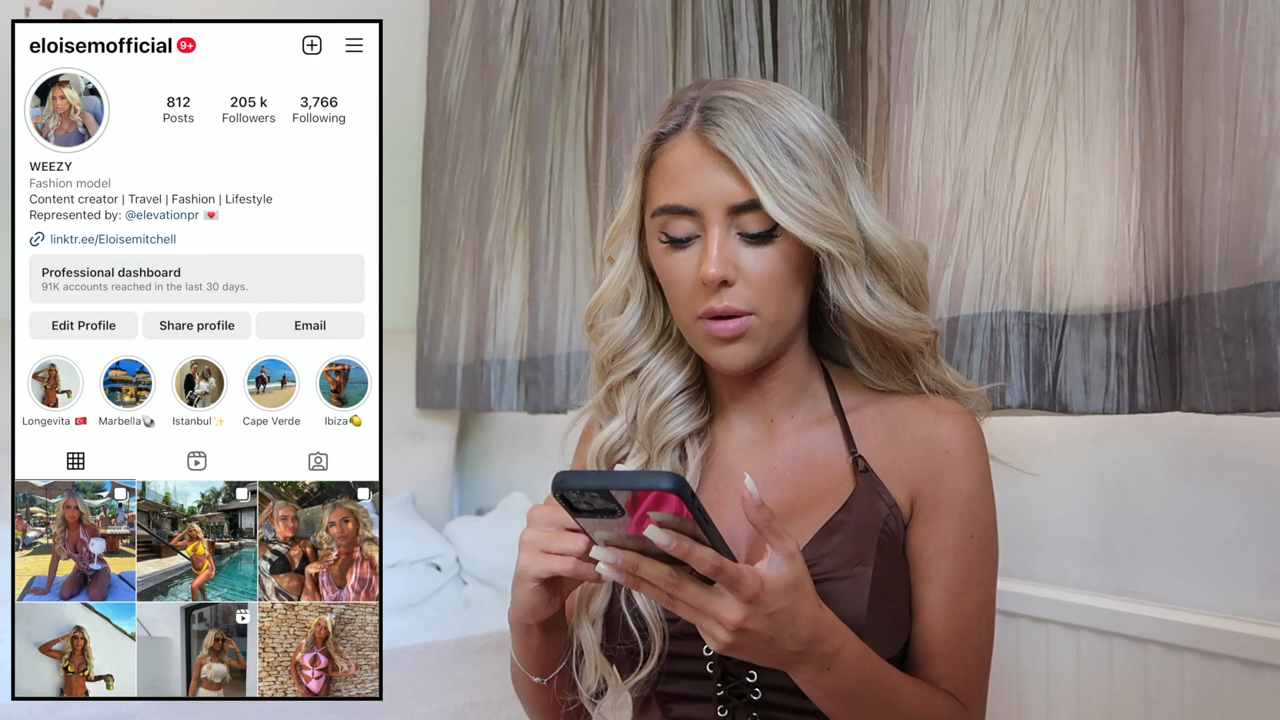 eloisemofficial 9+
812 205 k 3,766
Posts Followers Following
WEEZY
Fashion model
Content creator | Travel | Fashion | Lifestyle
Represented by: @elevationpr 💌
linktr.ee/Eloisemitchell
Professional dashboard
91K accounts reached in the last 30 days.
Edit Profile Share profile Email
Longevita 🇹🇷 Marbella🐚 Istanbul✨ Cape Verde Ibiza🍋